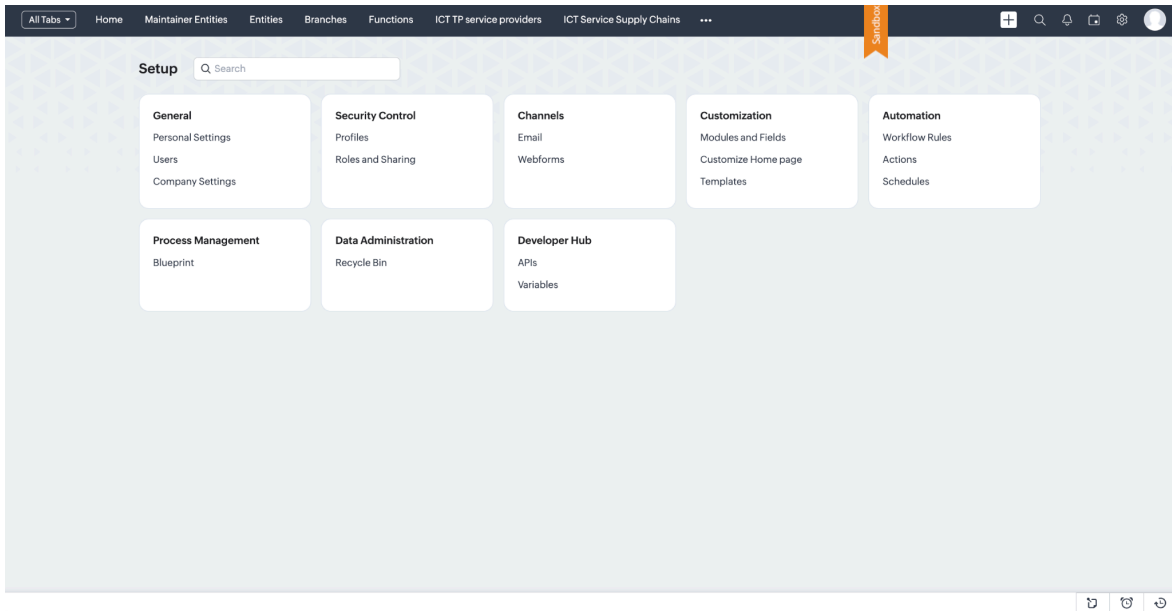 All Tabs
Home
Maintainer Entities
Entities
Branches
Functions
ICT TP service providers
ICT Service Supply Chains
Sandbox
Setup
Search
General
Personal Settings
Users
Company Settings
Security Control
Profiles
Roles and Sharing
Channels
Email
Webforms
Customization
Modules and Fields
Customize Home page
Templates
Automation
Workflow Rules
Actions
Schedules
Process Management
Blueprint
Data Administration
Recycle Bin
Developer Hub
APIs
Variables